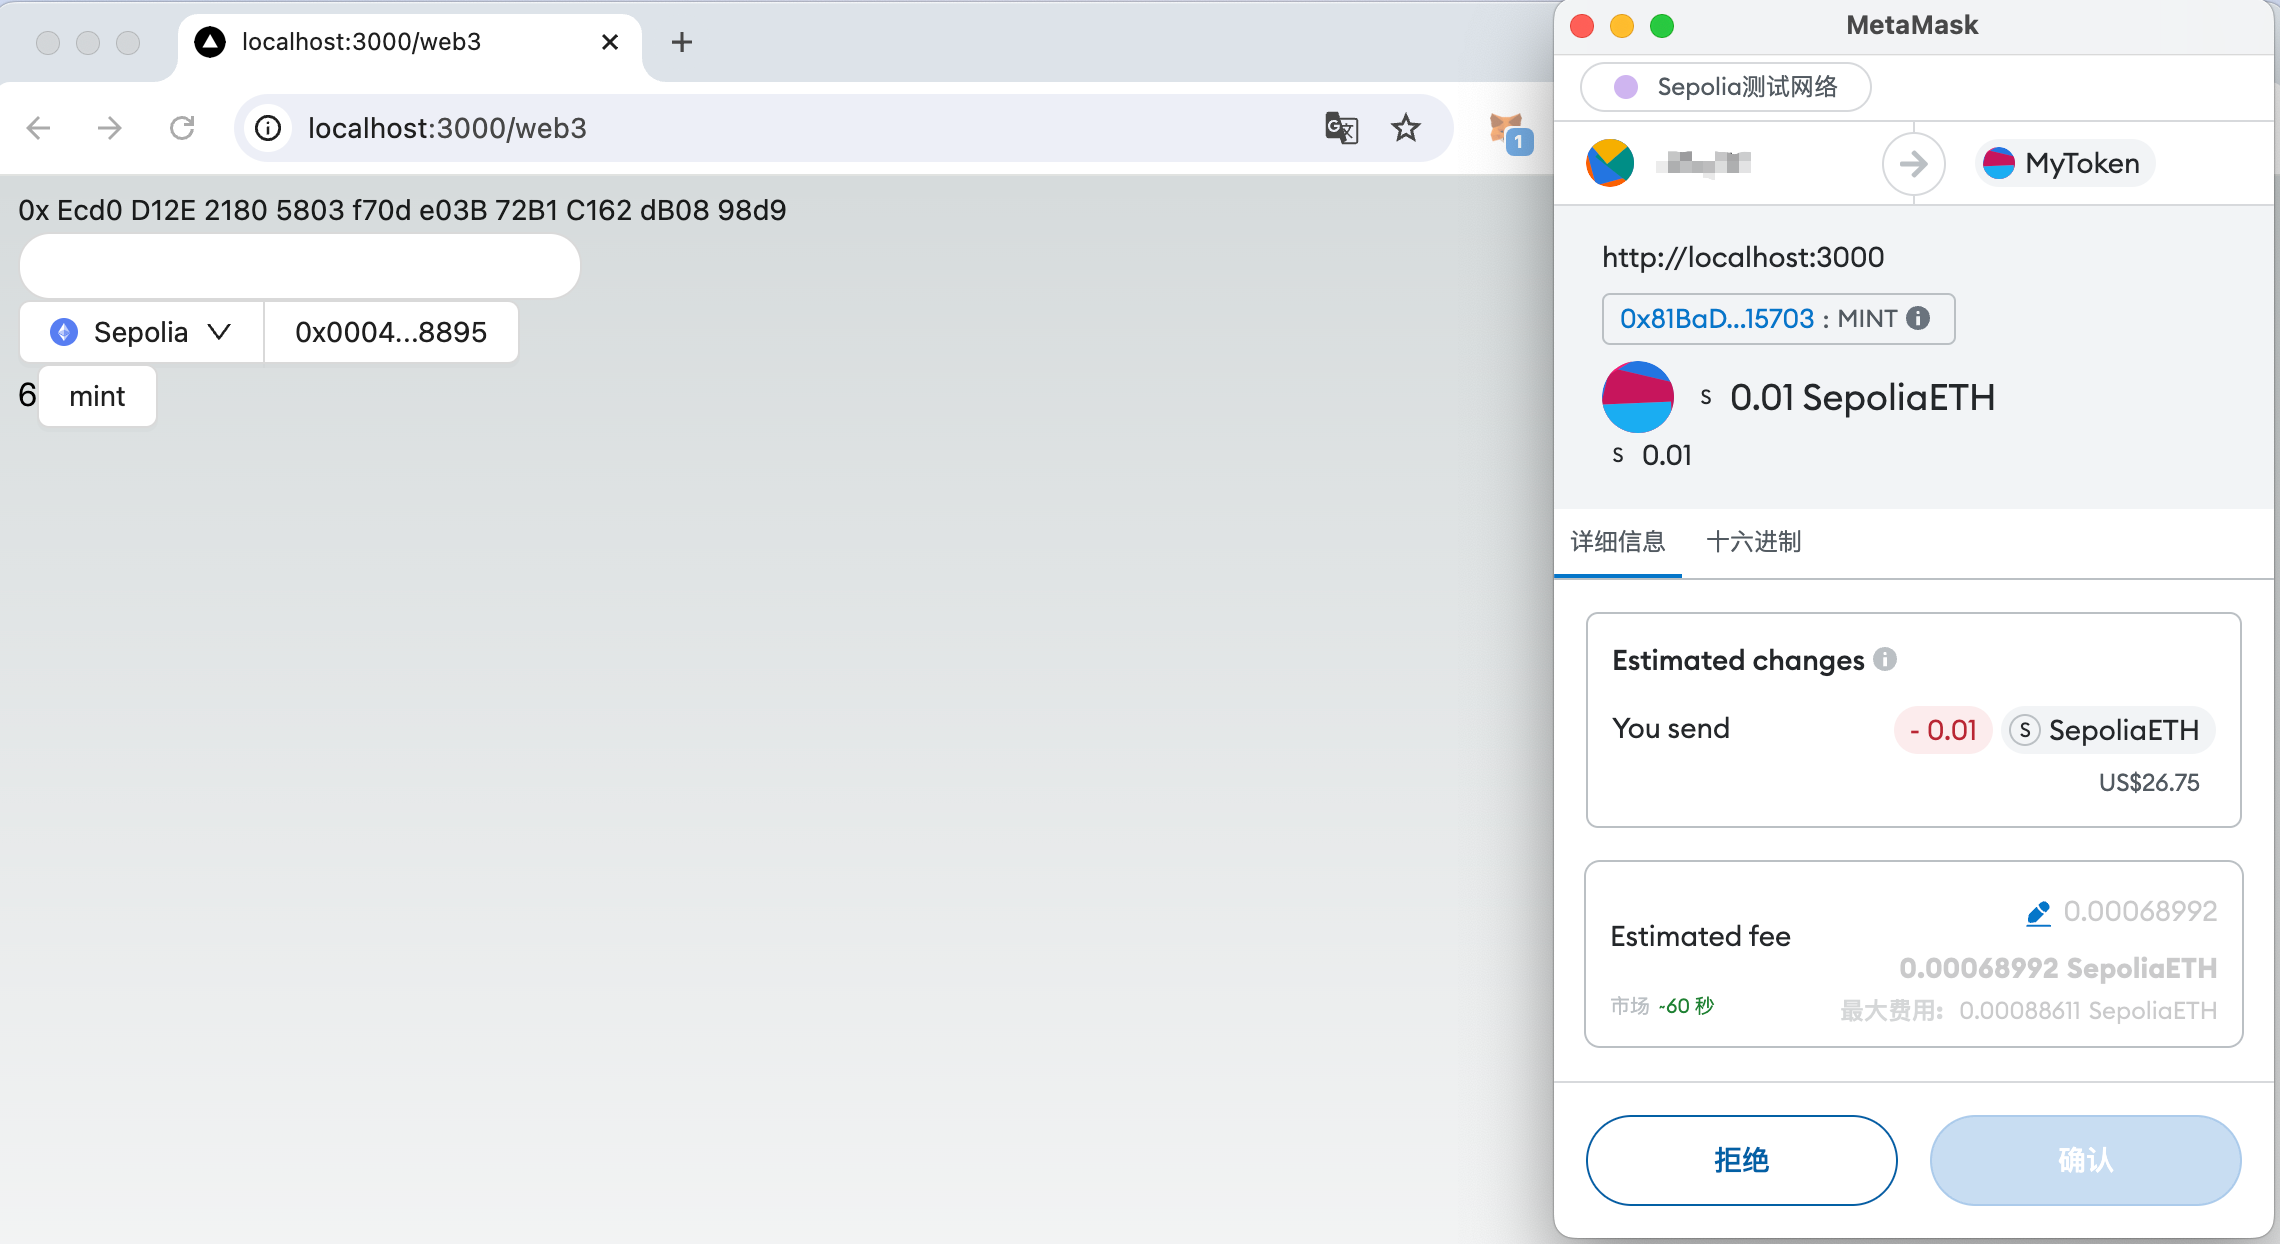 localhost:3000/web3
localhost:3000/web3
1
0x Ecd0 D12E 2180 5803 f70d e03B 72B1 C162 dB08 98d9
Sepolia
0x0004...8895
6
mint
MetaMask
Sepolia测试网络
MyToken
http://localhost:3000
0x81BaD...15703 : MINT
S 0.01 SepoliaETH
S 0.01
详细信息 十六进制
Estimated changes
You send - 0.01 S SepoliaETH
US$26.75
0.00068992
Estimated fee
0.00068992 SepoliaETH
市场 ~60 秒
最大费用: 0.00088611 SepoliaETH
拒绝 确认